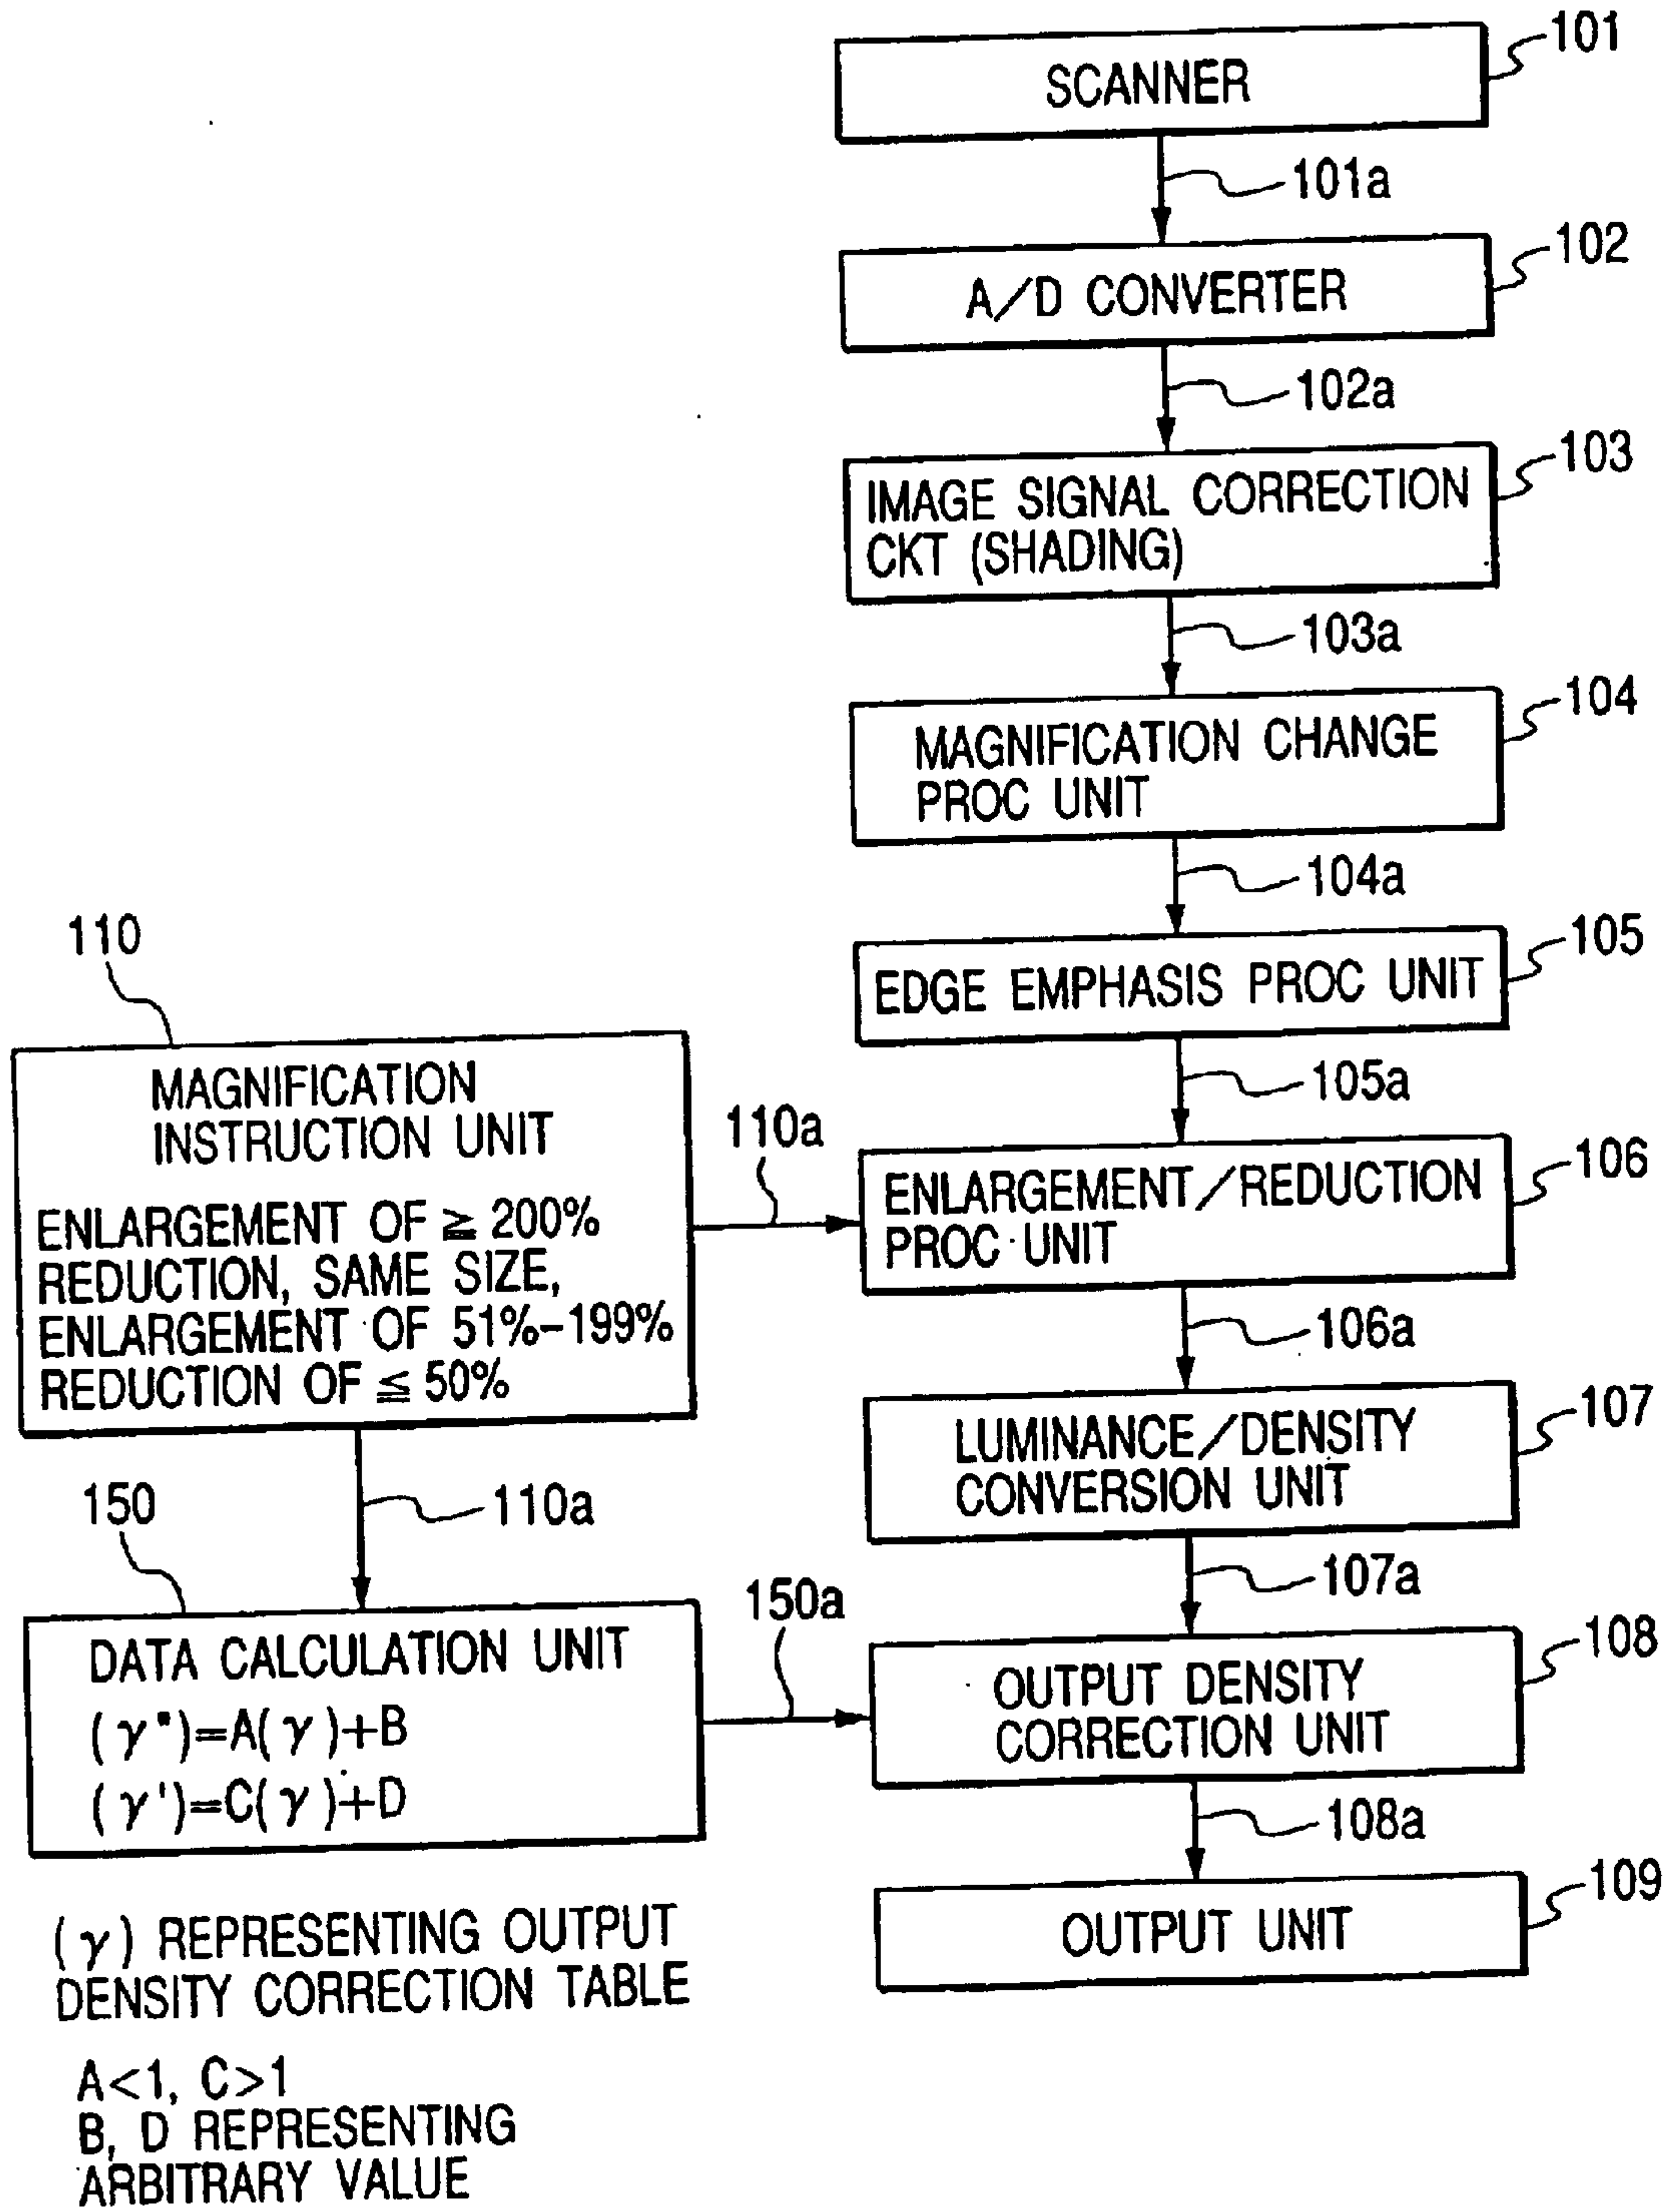 101
SCANNER
101a
102
A/D CONVERTER
102a
103
IMAGE SIGNAL CORRECTION
CKT (SHADING)
103a
104
MAGNIFICATION CHANGE
PROC UNIT
104a
105
EDGE EMPHASIS PROC UNIT
105a
110
MAGNIFICATION
INSTRUCTION UNIT
ENLARGEMENT OF ≧ 200%
REDUCTION, SAME SIZE,
ENLARGEMENT OF 51%-199%
REDUCTION OF ≦ 50%
110a
106
ENLARGEMENT/REDUCTION
PROC UNIT
106a
107
LUMINANCE/DENSITY
CONVERSION UNIT
107a
110a
150
DATA CALCULATION UNIT
(γ")=A(γ)+B
(γ')=C(γ)+D
150a
108
OUTPUT DENSITY
CORRECTION UNIT
108a
109
OUTPUT UNIT
(γ) REPRESENTING OUTPUT
DENSITY CORRECTION TABLE
A<1, C>1
B, D REPRESENTING
ARBITRARY VALUE